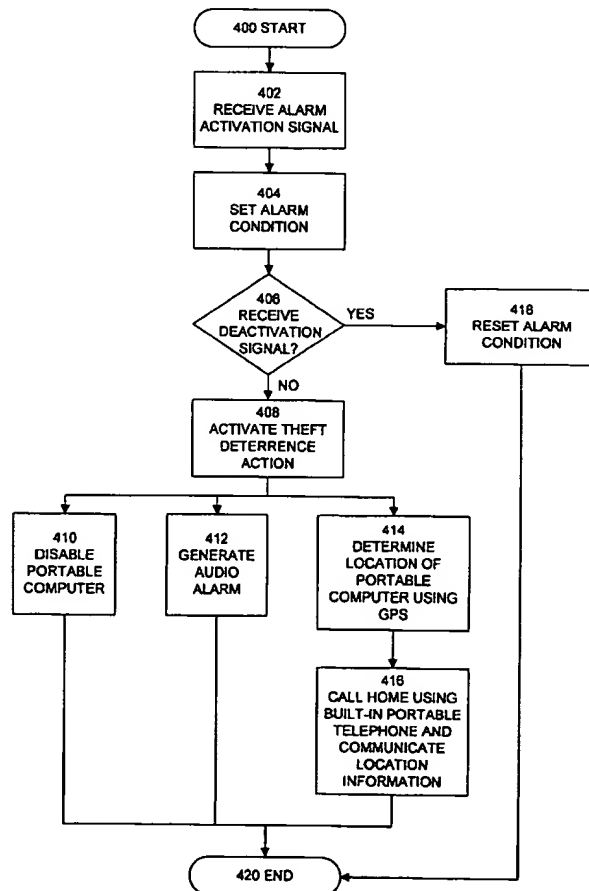 400 START
402
RECEIVE ALARM
ACTIVATION SIGNAL
404
SET ALARM
CONDITION
406
RECEIVE
DEACTIVATION
SIGNAL?
YES
418
RESET ALARM
CONDITION
NO
408
ACTIVATE THEFT
DETERRENCE
ACTION
410
DISABLE
PORTABLE
COMPUTER
412
GENERATE
AUDIO
ALARM
414
DETERMINE
LOCATION OF
PORTABLE
COMPUTER USING
GPS
416
CALL HOME USING
BUILT-IN PORTABLE
TELEPHONE AND
COMMUNICATE
LOCATION
INFORMATION
420 END